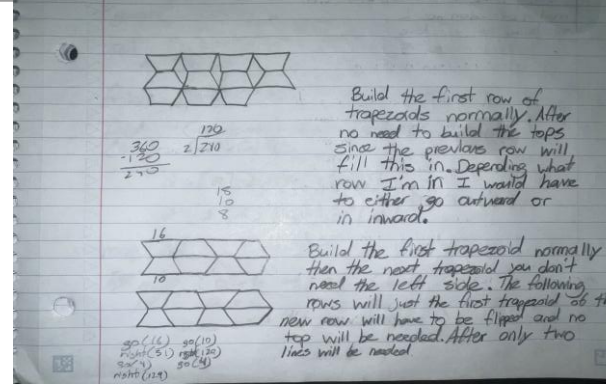 Build the first row of
trapezoids normally. After
no need to build the tops
since the previous row will
fill this in. Depending what
row I'm in I would have
to either go outward or
in inward.
120
360
-120
240
2 240
18
10
8
16
10
Build the first trapezoid normally
then the next trapezoid you don't
need the left side. The following
rows will just the first trapezoid of the
new row will have to be flipped and no
top will be needed. After only two
lines will be needed.
go(16) go(10)
right(51) right(120)
go(4)
right(129)